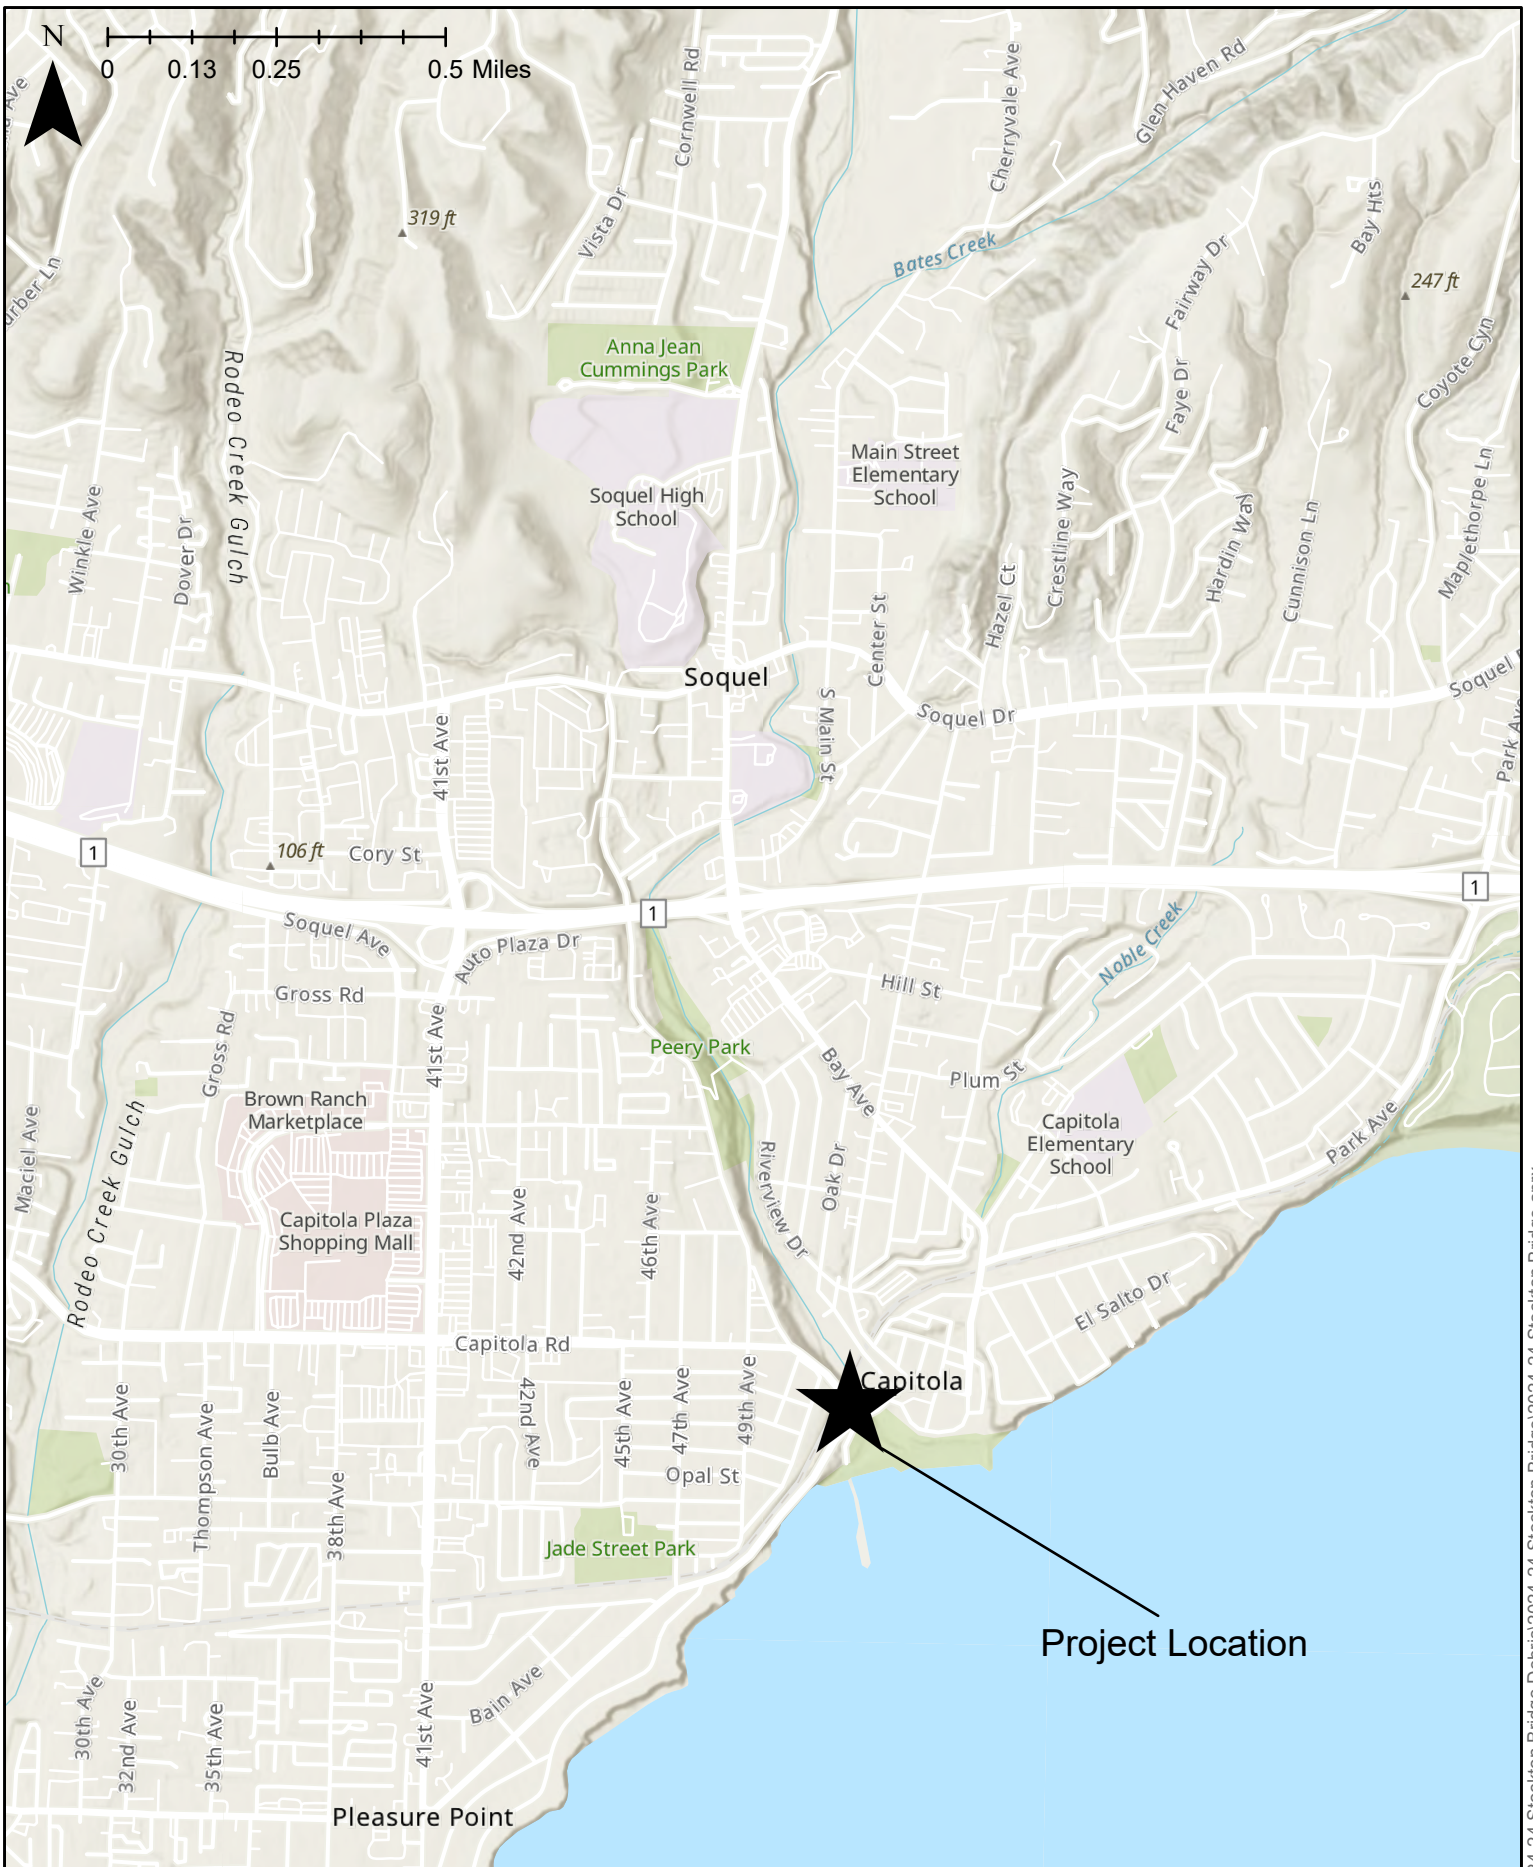 N
0 0.13 0.25 0.5 Miles
Cornwell Rd
Cherryvale Ave
Glen Haven Rd
Ave
319 ft
Vista Dr
Bates Creek
Bay Hts
Fairway Dr
247 ft
Anna Jean
Cummings Park
Rodeo Creek Gulch
Faye Dr
Coyote Cyn
Main Street
Elementary
School
Soquel High
School
Winkle Ave
Dover Dr
Crestline Way
Hardin Way
Cunnison Ln
Maplethorpe Ln
Hazel Ct
Center St
Soquel
Soquel
S Main St
Soquel Dr
41st Ave
Park Ave
1
106 ft
Cory St
1
1
Soquel Ave
Auto Plaza Dr
Noble Creek
Gross Rd
Hill St
Gross Rd
41st Ave
Peery Park
Bay Ave
Plum St
Brown Ranch
Marketplace
Capitola
Elementary
School
Park Ave
Maciel Ave
Rodeo Creek Gulch
Riverview Dr
Oak Dr
Capitola Plaza
Shopping Mall
42nd Ave
46th Ave
El Salto Dr
Capitola Rd
Capitola
30th Ave
Thompson Ave
Bulb Ave
38th Ave
42nd Ave
45th Ave
47th Ave
49th Ave
Opal St
Jade Street Park
Project Location
30th Ave
32nd Ave
35th Ave
41st Ave
Bain Ave
Pleasure Point